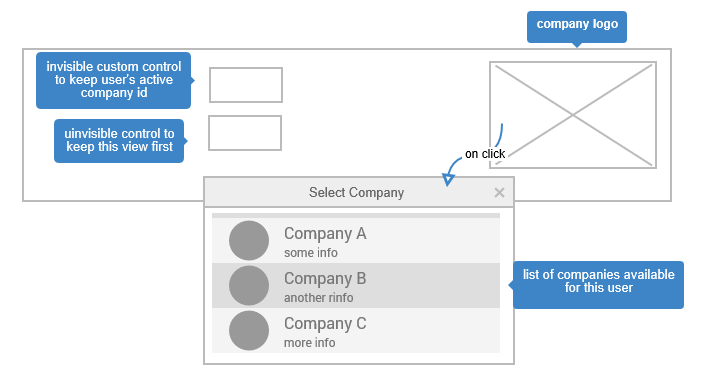 company logo
invisible custom control
to keep user's active
company id
uinvisible control to
keep this view first
on click
Select Company
Company A
some info
Company B
another rinfo
Company C
more info
list of companies available
for this user